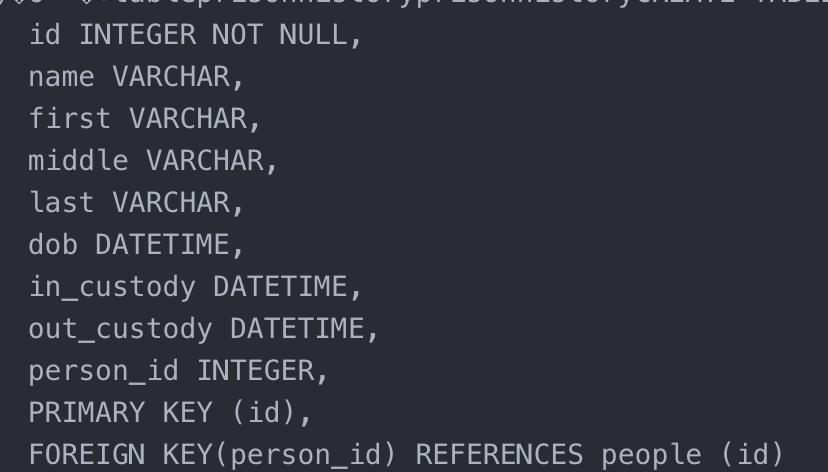 id INTEGER NOT NULL,
name VARCHAR,
first VARCHAR,
middle VARCHAR,
last VARCHAR,
dob DATETIME,
in_custody DATETIME,
out_custody DATETIME,
person_id INTEGER,
PRIMARY KEY (id),
FOREIGN KEY(person_id) REFERENCES people (id)